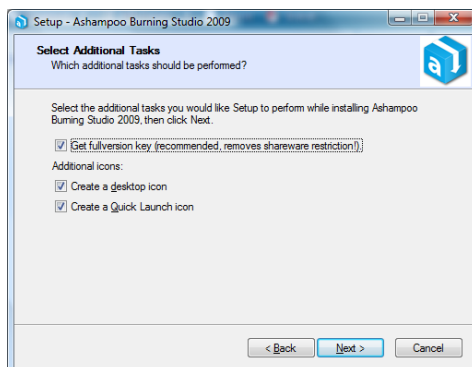 Setup - Ashampoo Burning Studio 2009
Select Additional Tasks
Which additional tasks should be performed?
Select the additional tasks you would like Setup to perform while installing Ashampoo
Burning Studio 2009, then click Next.
Get fullversion key (recommended, removes shareware restriction!)
Additional icons:
Create a desktop icon
Create a Quick Launch icon
< Back
Next >
Cancel